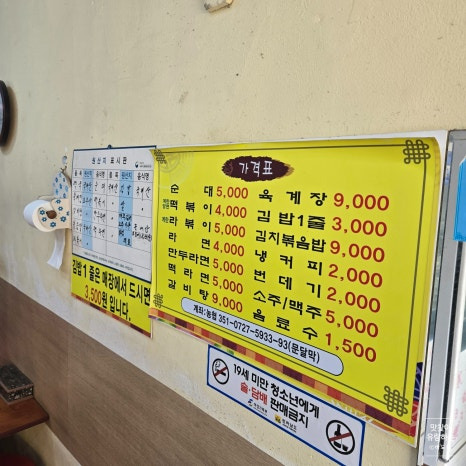 원산지 표시판
김밥 1 줄은 매장에서 드시면
3,500원 입니다.
가격표
순 대 5,000
떡볶이 4,000
라볶이 5,000
라 면 4,000
만두라면 5,000
떡라면 5,000
갈비탕 9,000
육 개 장 9,000
김 밥 1 줄 3,000
김치볶음밥 9,000
냉 커 피 2,000
번 데 기 2,000
소주/맥주 5,000
음 료 수 1,500
계좌:농협 351-0727-5933-93(문달막)
19세 미만 청소년에게
술·담배 판매금지